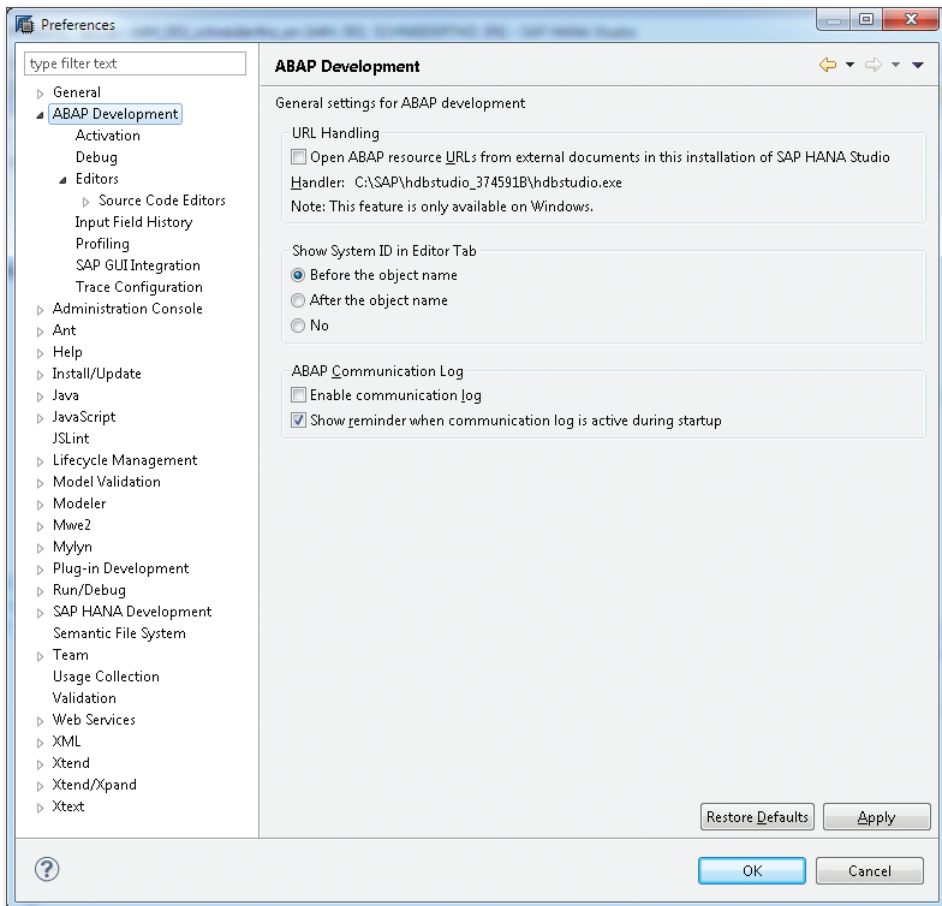 Preferences
type filter text
General
ABAP Development
Activation
Debug
Editors
Source Code Editors
Input Field History
Profiling
SAP GUI Integration
Trace Configuration
Administration Console
Ant
Help
Install/Update
Java
JavaScript
JSLint
Lifecycle Management
Model Validation
Modeler
Mwe2
Mylyn
Plug-in Development
Run/Debug
SAP HANA Development
Semantic File System
Team
Usage Collection
Validation
Web Services
XML
Xtend
Xtend/Xpand
Xtext
ABAP Development
General settings for ABAP development
URL Handling
Open ABAP resource URLs from external documents in this installation of SAP HANA Studio
Handler: C:\SAP\hdbstudio_374591B\hdbstudio.exe
Note: This feature is only available on Windows.
Show System ID in Editor Tab
Before the object name
After the object name
No
ABAP Communication Log
Enable communication log
Show reminder when communication log is active during startup
Restore Defaults
Apply
OK
Cancel